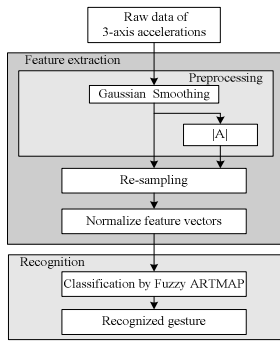 Raw data of
3-axis accelerations
Feature extraction
Preprocessing
Gaussian Smoothing
|A|
Re-sampling
Normalize feature vectors
Recognition
Classification by Fuzzy ARTMAP
Recognized gesture